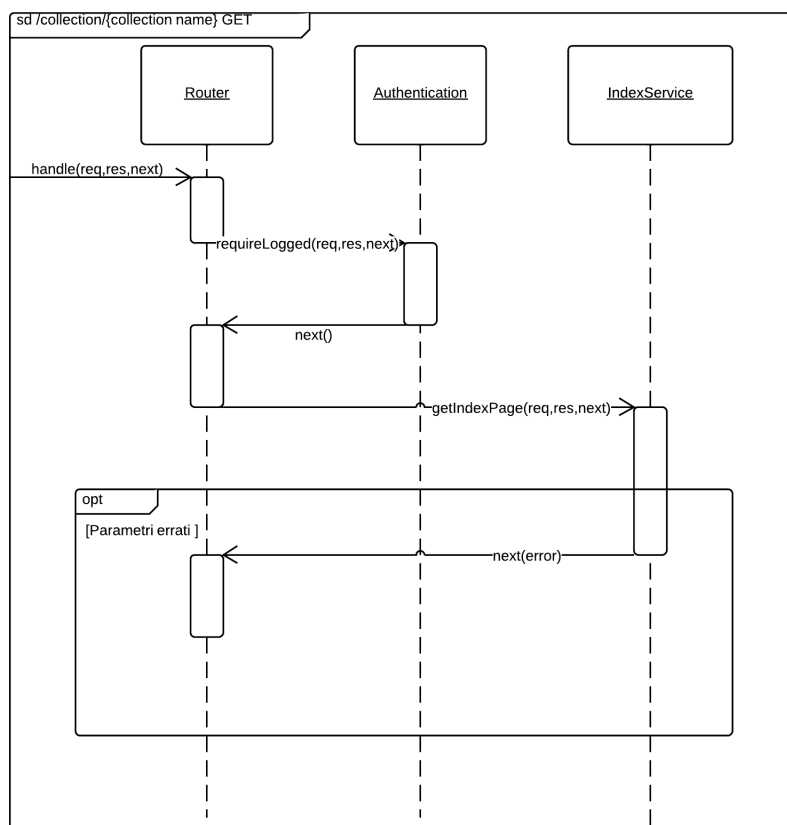 sd /collection/{collection name} GET
Router
Authentication
IndexService
handle(req,res,next)
requireLogged(req,res,next)
next()
getIndexPage(req,res,next)
opt
[Parametri errati ]
next(error)